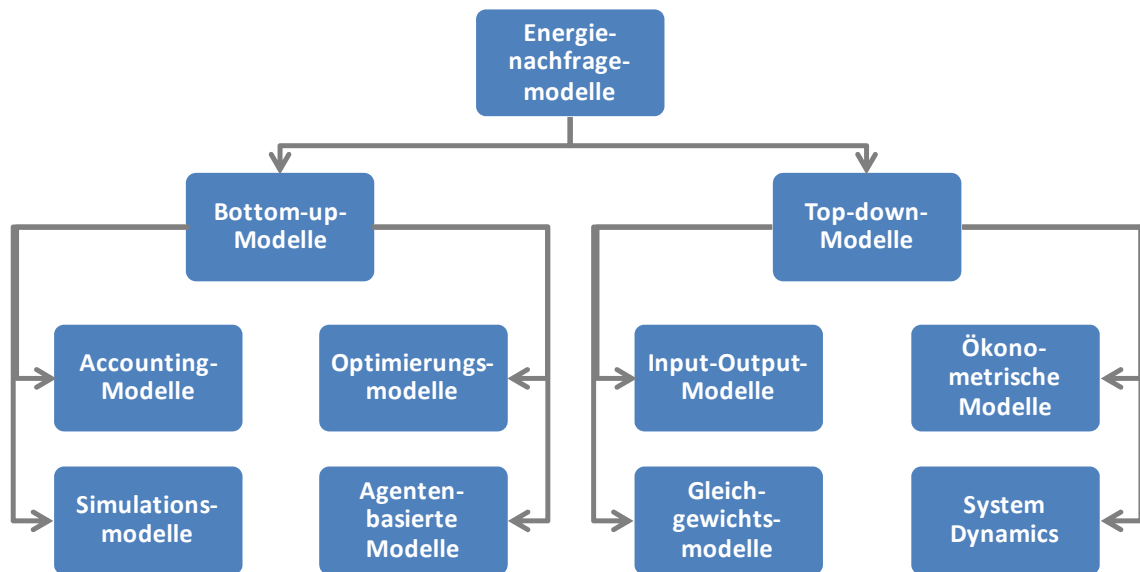 Energie-
nachfrage-
modelle
Bottom-up-
Modelle
Top-down-
Modelle
Accounting-
Modelle
Optimierungs-
modelle
Input-Output-
Modelle
Ökono-
metrische
Modelle
Simulations-
modelle
Agenten-
basierte
Modelle
Gleich-
gewichts-
modelle
System
Dynamics